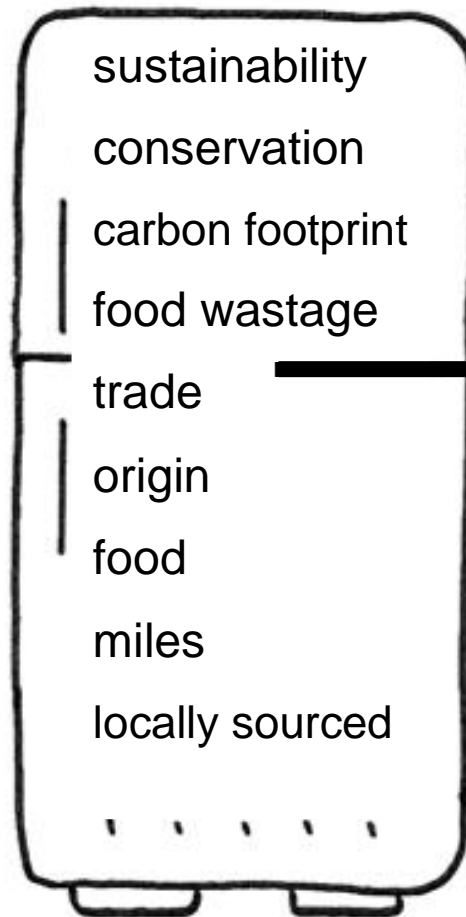 sustainability
conservation
carbon footprint
food wastage
trade
origin
food
miles
locally sourced